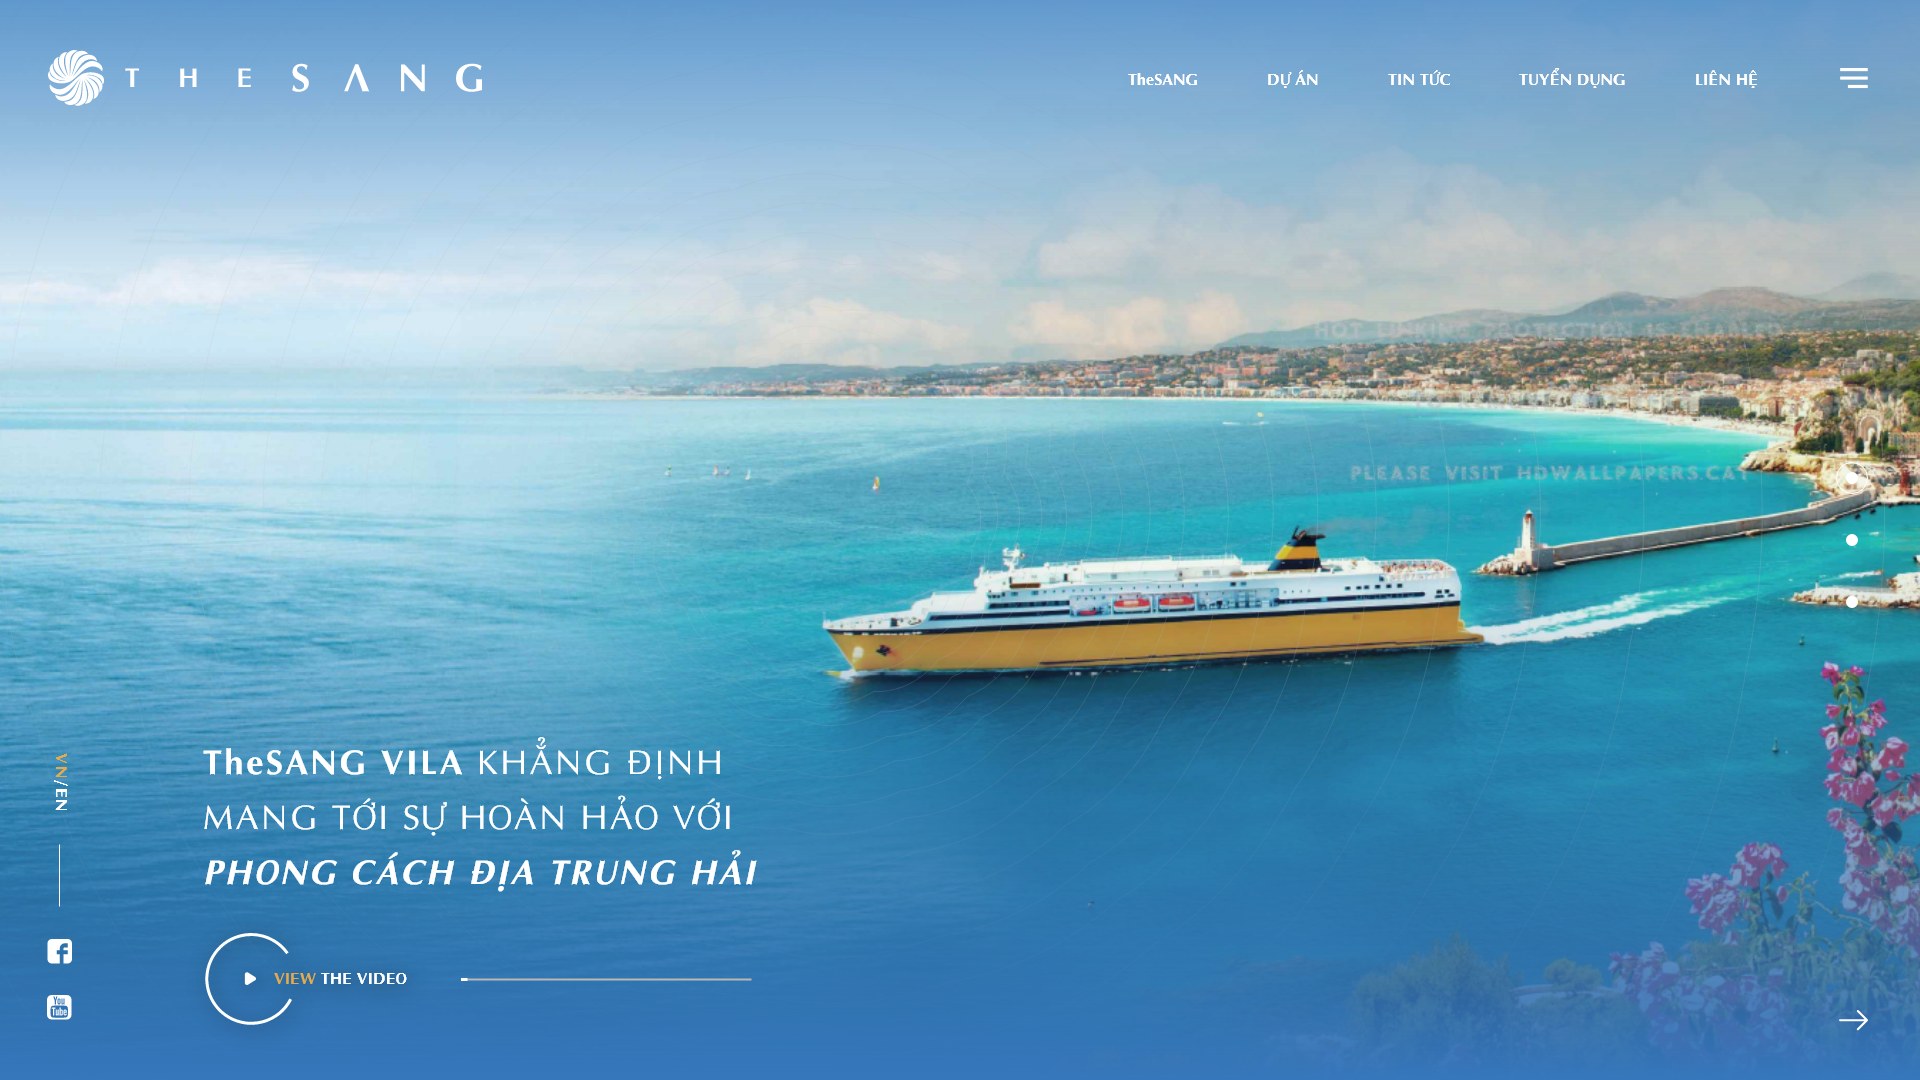 THE SANG
TheSANG
DỰ ÁN
TIN TỨC
TUYỂN DỤNG
LIÊN HỆ
HOT LINKING PROTECTION IS
PLEASE VISIT HDWALLPAPERS.CAT
TheSANG VILA KHẲNG ĐỊNH
MANG TỚI SỰ HOÀN HẢO VỚI
PHONG CÁCH ĐỊA TRUNG HẢI
VN/EN
VIEW THE VIDEO
You
Tube